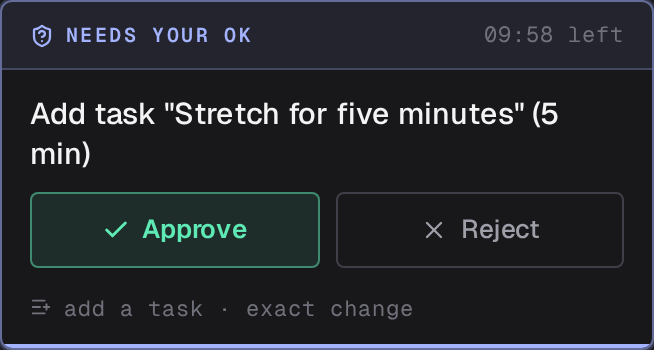 NEEDS YOUR OK
09:58 left
Add task "Stretch for five minutes" (5
min)
Approve
Reject
add a task · exact change